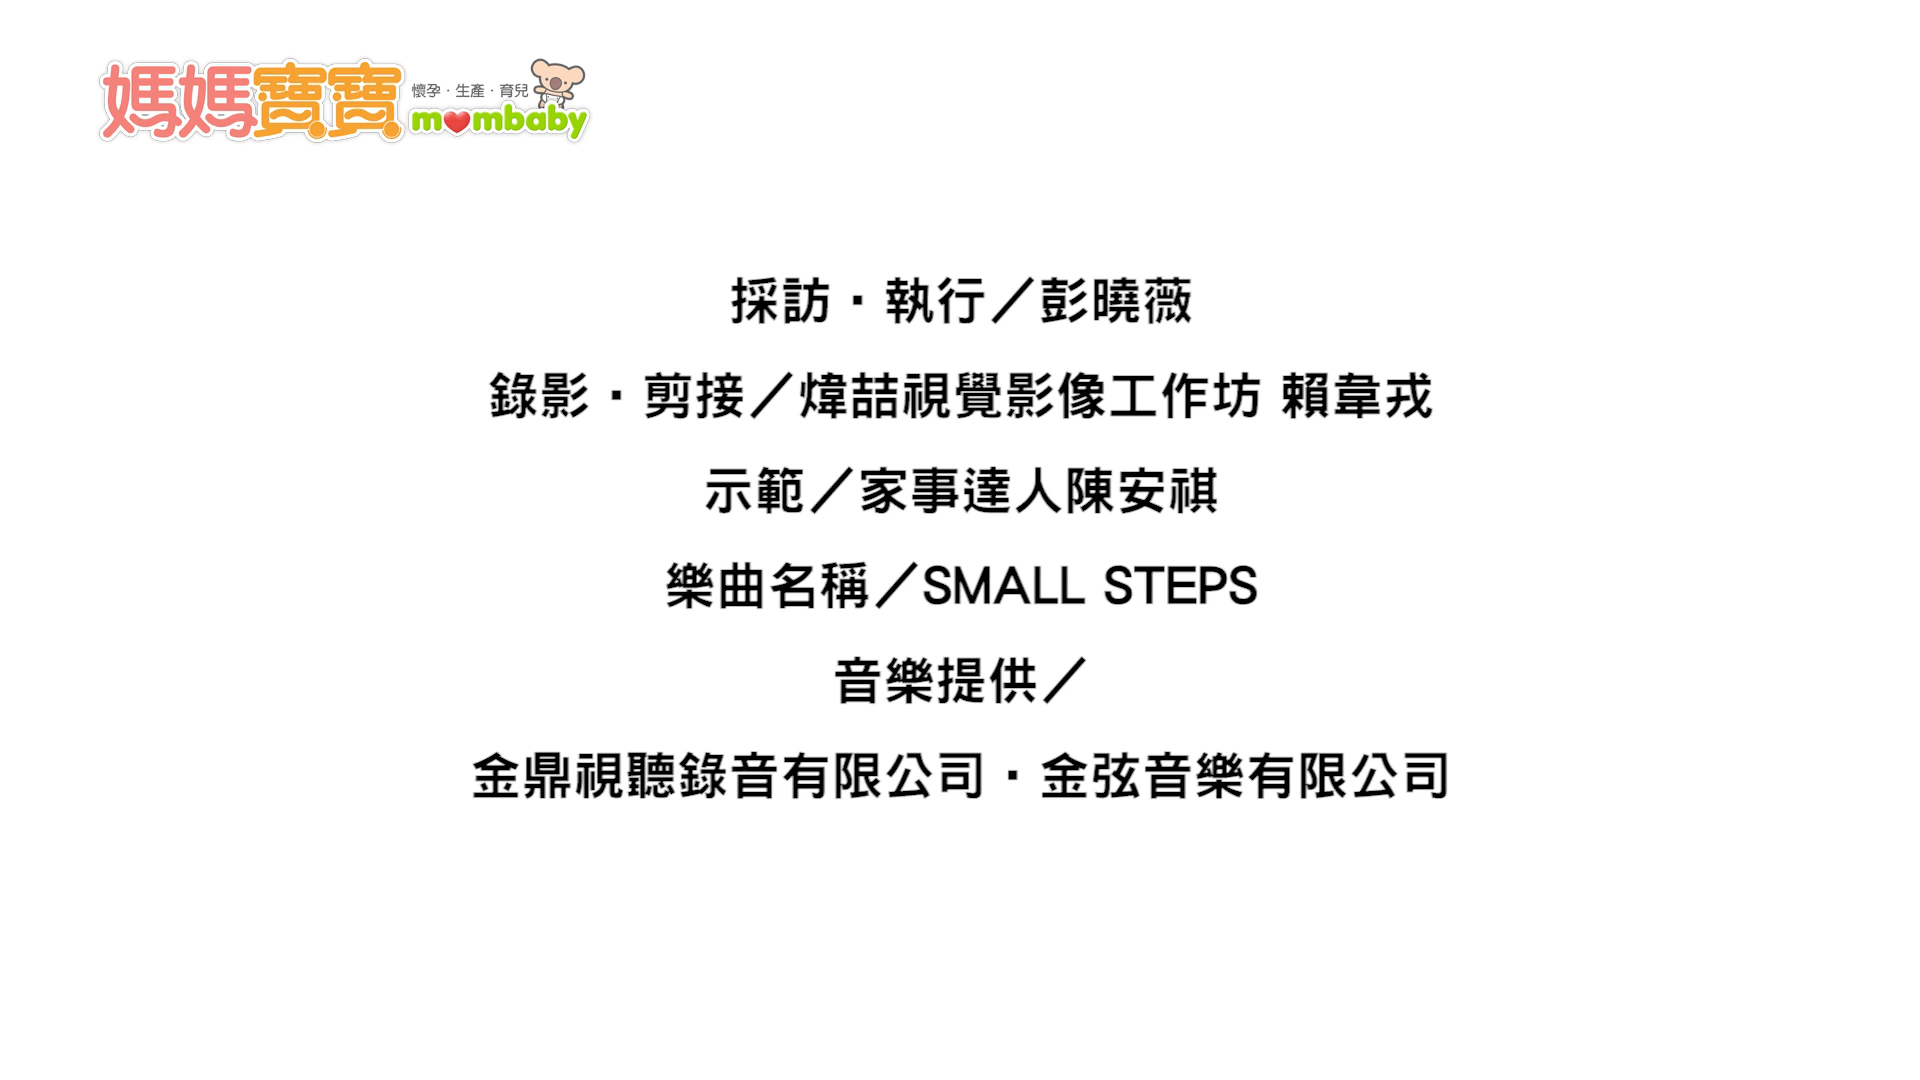 媽媽寶寶
懷孕·生產·育兒
mombaby
採訪·執行／彭曉薇
錄影·剪接／煒喆視覺影像工作坊 賴韋戎
示範／家事達人陳安祺
樂曲名稱／SMALL STEPS
音樂提供／
金鼎視聽錄音有限公司·金弦音樂有限公司